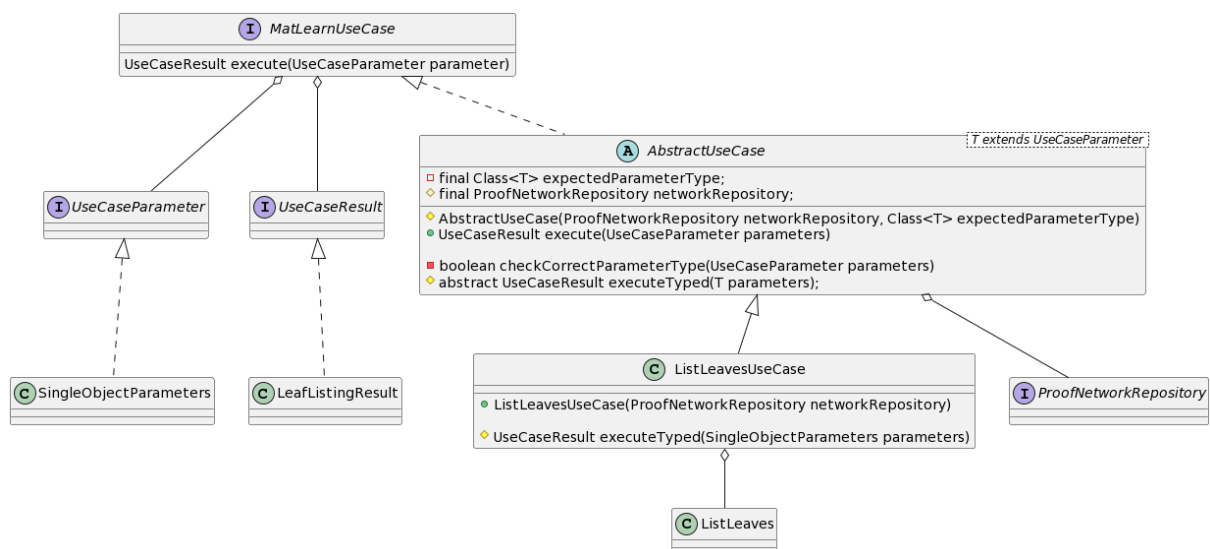 I MatLearnUseCase
UseCaseResult execute(UseCaseParameter parameter)
T extends UseCaseParameter
A AbstractUseCase
final Class<T> expectedParameterType;
final ProofNetworkRepository networkRepository;
AbstractUseCase(ProofNetworkRepository networkRepository, Class<T> expectedParameterType)
UseCaseResult execute(UseCaseParameter parameters)
boolean checkCorrectParameterType(UseCaseParameter parameters)
abstract UseCaseResult executeTyped(T parameters);
I UseCaseParameter
I UseCaseResult
C SingleObjectParameters
C LeafListingResult
C ListLeavesUseCase
ListLeavesUseCase(ProofNetworkRepository networkRepository)
UseCaseResult executeTyped(SingleObjectParameters parameters)
I ProofNetworkRepository
C ListLeaves